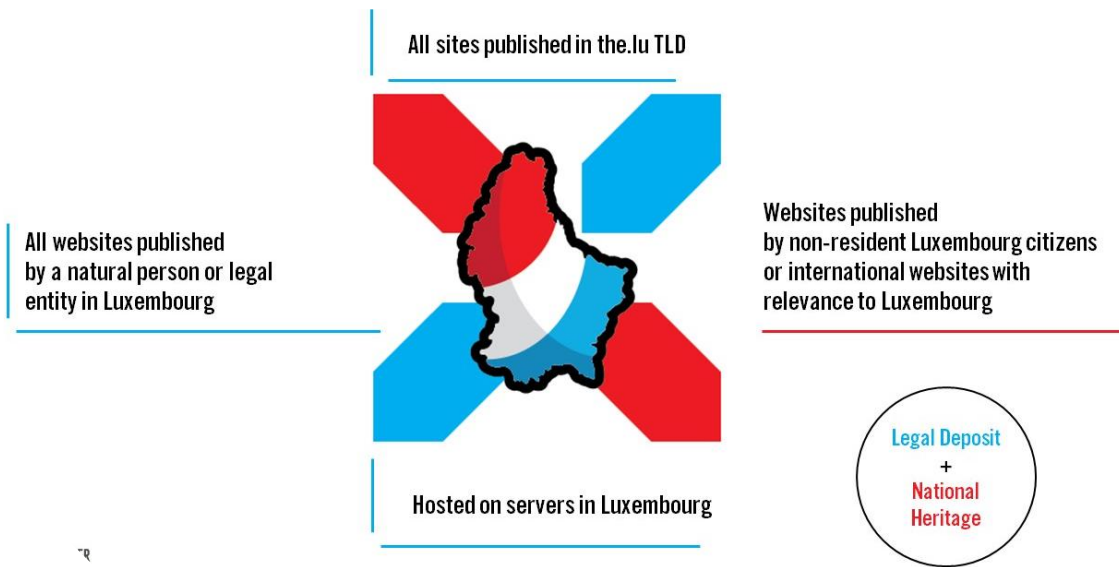 All sites published in the.lu TLD
All websites published
by a natural person or legal
entity in Luxembourg
Websites published
by non-resident Luxembourg citizens
or international websites with
relevance to Luxembourg
Hosted on servers in Luxembourg
Legal Deposit
+
National
Heritage